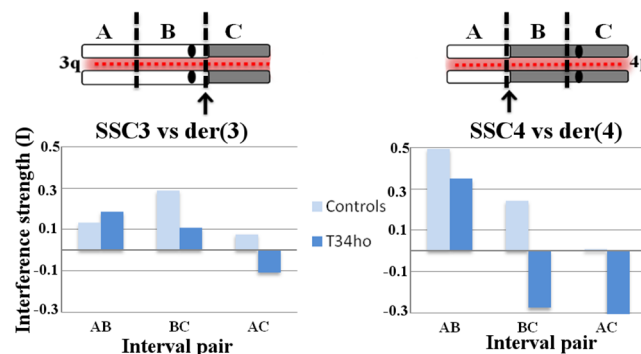 A B C
A B C
3q
4p
SSC3 vs der(3)
SSC4 vs der(4)
Interference strength (I)
0.5
0.3
0.1
−0.1
−0.3
AB BC AC
Interval pair
Controls
T34ho
0.5
0.3
0.1
−0.1
−0.3
AB BC AC
Interval pair